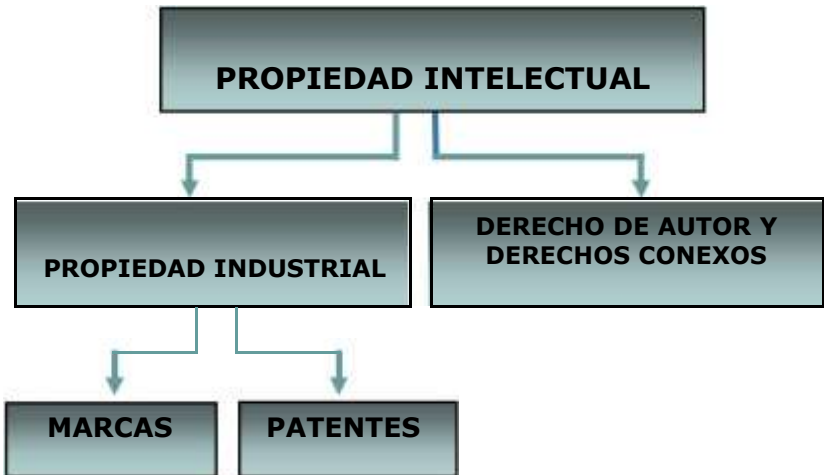 PROPIEDAD INTELECTUAL
PROPIEDAD INDUSTRIAL
DERECHO DE AUTOR Y
DERECHOS CONEXOS
MARCAS
PATENTES